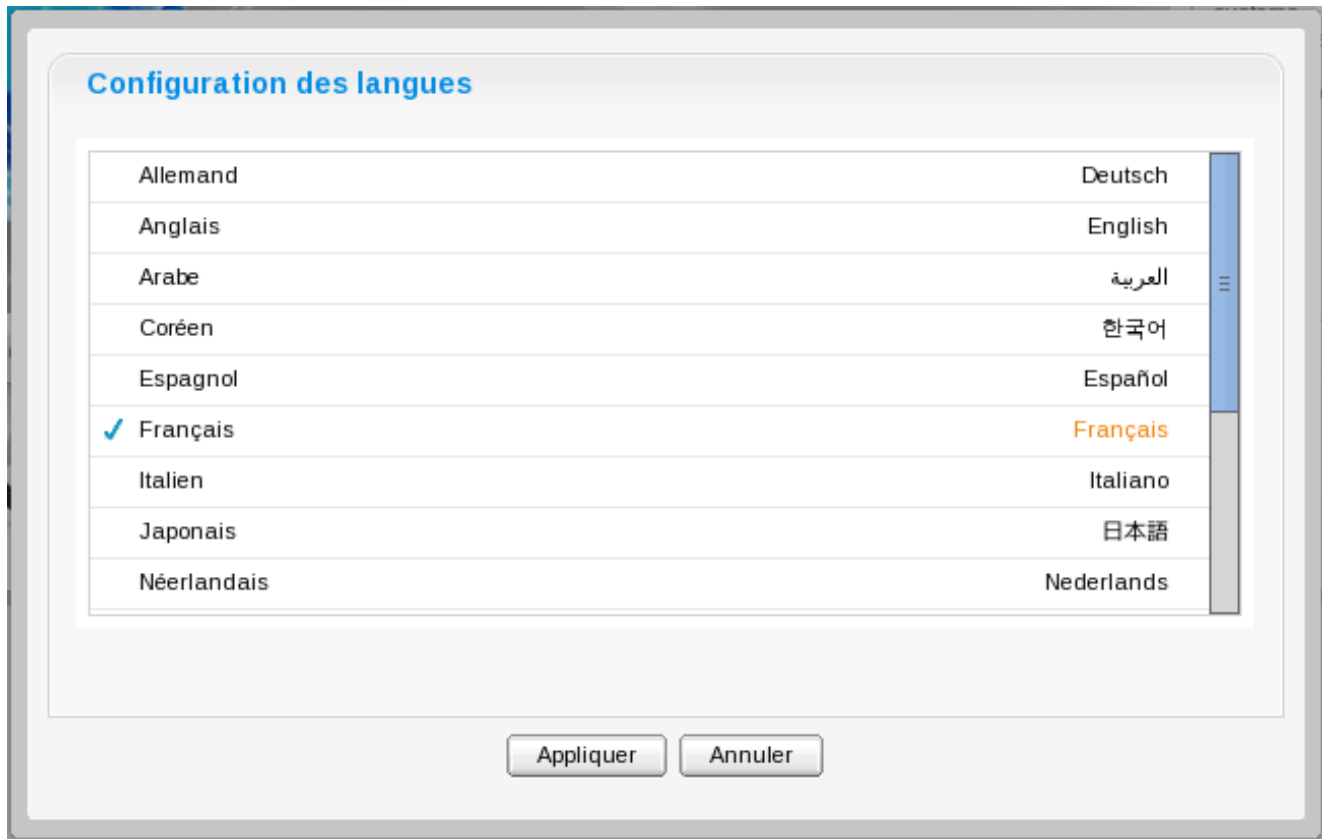 Configuration des langues
Allemand Deutsch
Anglais English
Arabe العربية
Coréen 한국어
Espagnol Español
Français Français
Italien Italiano
Japonais 日本語
Néerlandais Nederlands
Appliquer Annuler